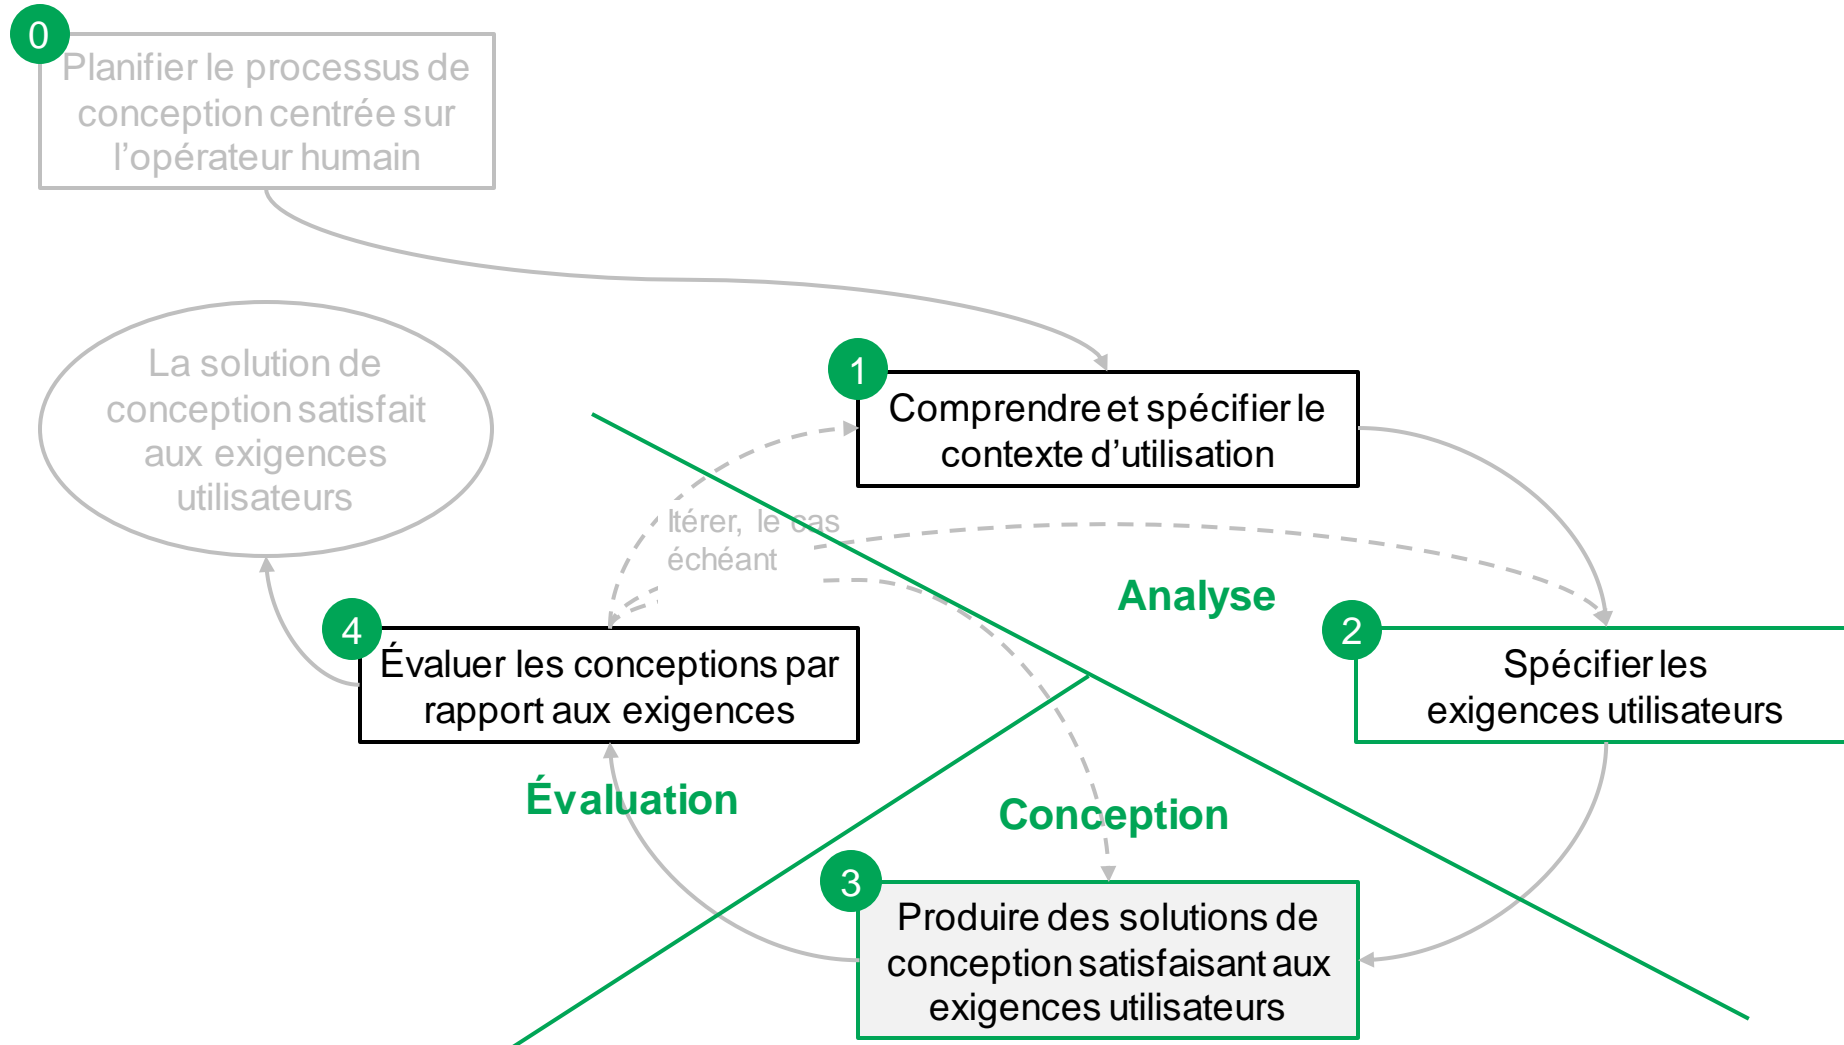 0
Planifier le processus de
conception centrée sur
l’opérateur humain
La solution de
conception satisfait
aux exigences
utilisateurs
1
Comprendre et spécifier le
contexte d’utilisation
Itérer, le cas
échéant
Analyse
2
Spécifier les
exigences utilisateurs
4
Évaluer les conceptions par
rapport aux exigences
Évaluation
Conception
3
Produire des solutions de
conception satisfaisant aux
exigences utilisateurs